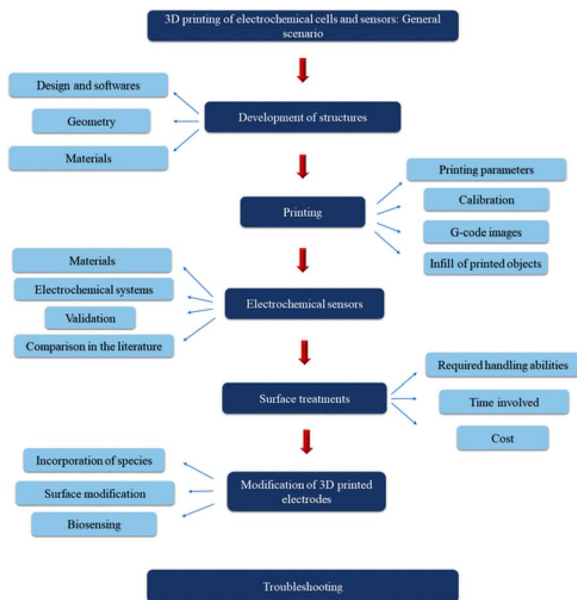 3D printing of electrochemical cells and sensors: General
scenario
Design and softwares
Geometry
Materials
Development of structures
Printing
Printing parameters
Calibration
G-code images
Infill of printed objects
Materials
Electrochemical systems
Validation
Comparison in the literature
Electrochemical sensors
Surface treatments
Required handling abilities
Time involved
Cost
Incorporation of species
Surface modification
Biosensing
Modification of 3D printed
electrodes
Troubleshooting